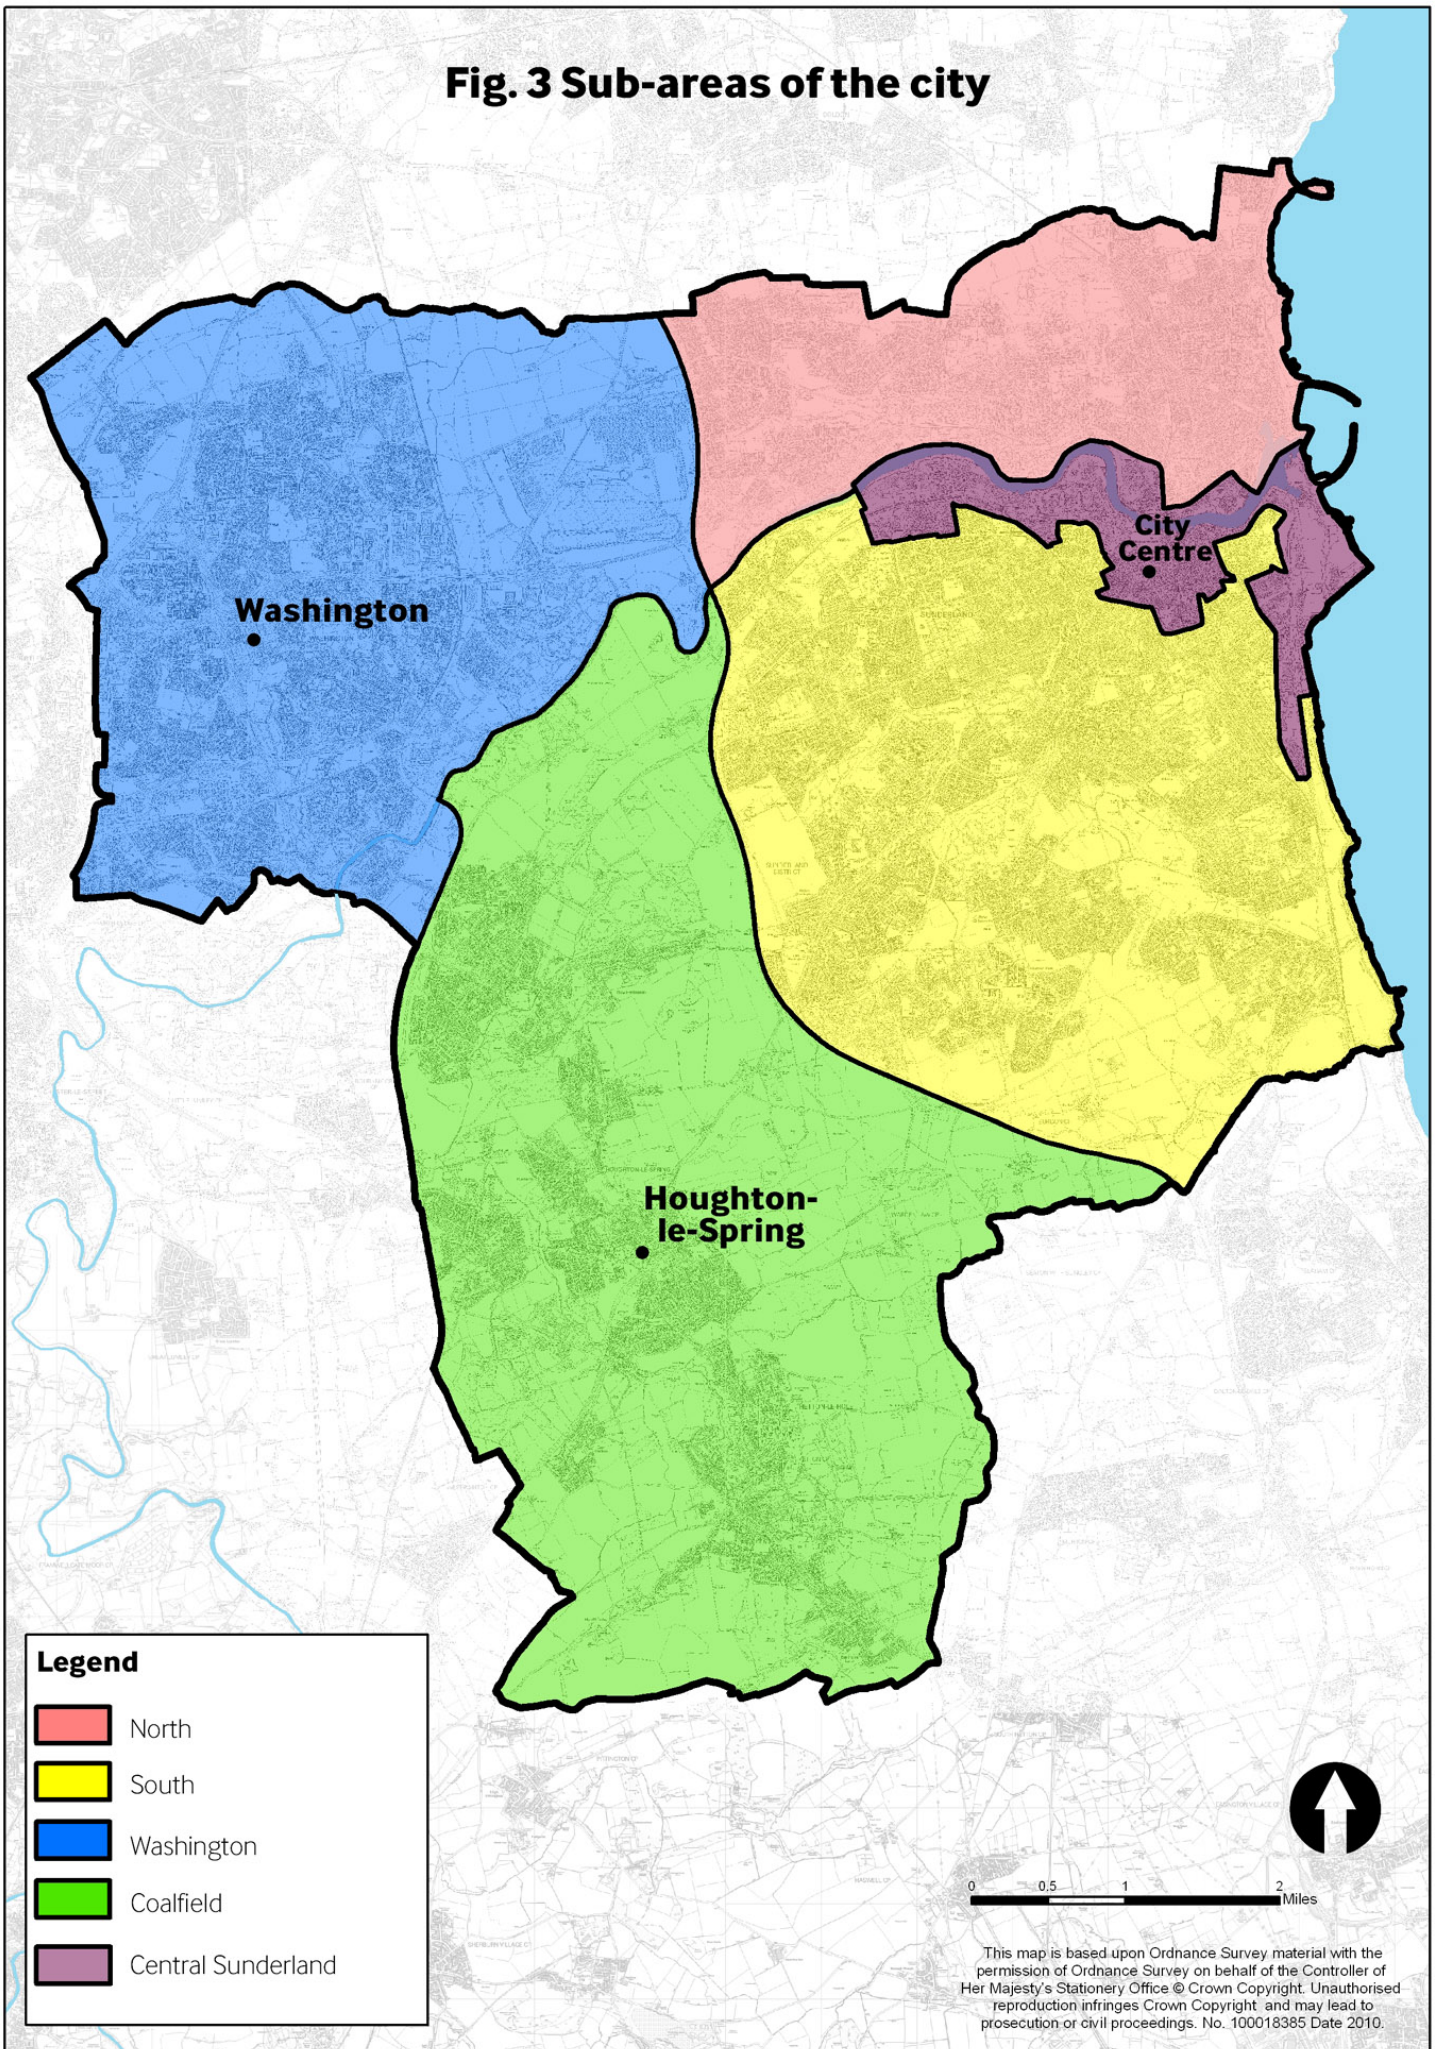 Fig. 3 Sub-areas of the city
City
Centre
Washington
Houghton-
le-Spring
Legend
North
South
Washington
Coalfield
Central Sunderland
0 0.5 1 2
Miles
This map is based upon Ordnance Survey material with the
permission of Ordnance Survey on behalf of the Controller of
Her Majesty's Stationery Office © Crown Copyright. Unauthorised
reproduction infringes Crown Copyright and may lead to
prosecution or civil proceedings. No. 100018385 Date 2010.